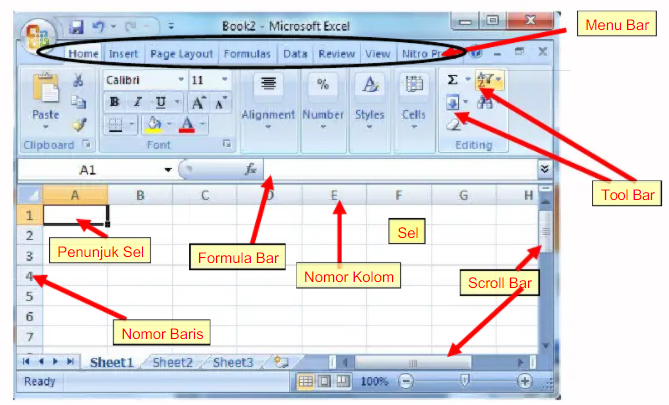 Book2 - Microsoft Excel
Menu Bar
Home Insert Page Layout Formulas Data Review View Nitro Pr
Calibri 11
B I U A A
Σ
%
A
Paste Alignment Number Styles Cells
Clipboard Font Editing
A1 fx
Tool Bar
A B C D E F G H
1
2
3
4
5
6
7
Penunjuk Sel
Formula Bar
Sel
Nomor Kolom
Scroll Bar
Nomor Baris
Sheet1 Sheet2 Sheet3
Ready 100%